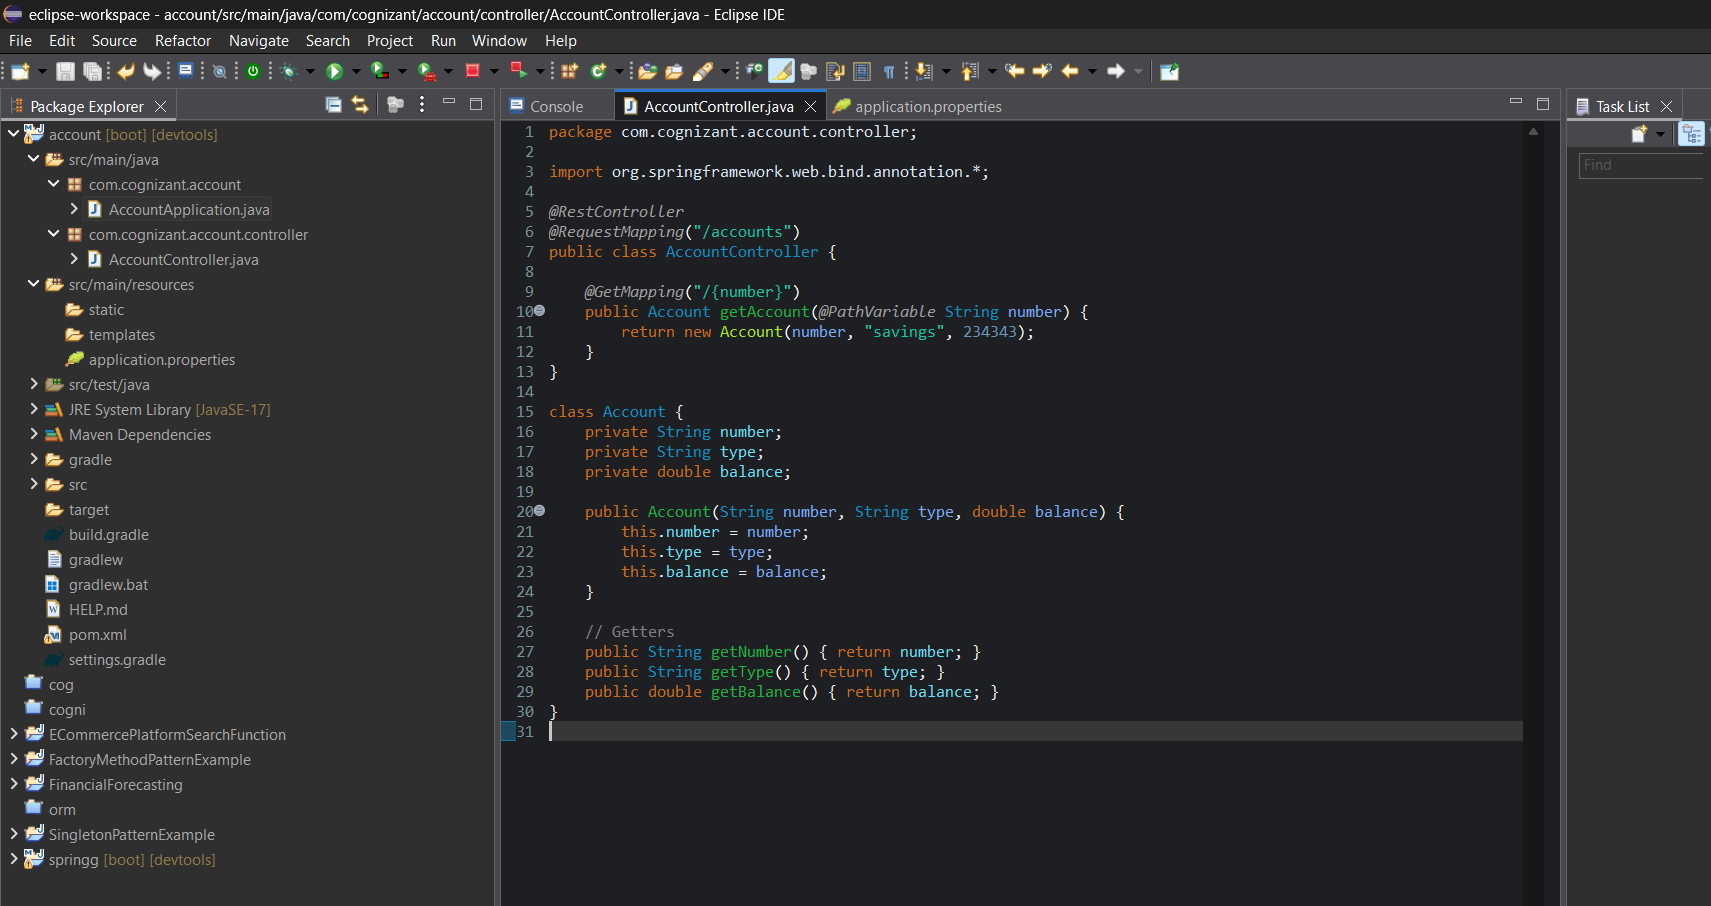 eclipse-workspace - account/src/main/java/com/cognizant/account/controller/AccountController.java - Eclipse IDE
File Edit Source Refactor Navigate Search Project Run Window Help
Package Explorer
account [boot] [devtools]
src/main/java
com.cognizant.account
AccountApplication.java
com.cognizant.account.controller
AccountController.java
src/main/resources
static
templates
application.properties
src/test/java
JRE System Library [JavaSE-17]
Maven Dependencies
gradle
src
target
build.gradle
gradlew
gradlew.bat
HELP.md
pom.xml
settings.gradle
cog
cogni
ECommercePlatformSearchFunction
FactoryMethodPatternExample
FinancialForecasting
orm
SingletonPatternExample
springg [boot] [devtools]
Console AccountController.java application.properties
1 package com.cognizant.account.controller;
2
3 import org.springframework.web.bind.annotation.*;
4
5 @RestController
6 @RequestMapping("/accounts")
7 public class AccountController {
8
9     @GetMapping("/{number}")
10     public Account getAccount(@PathVariable String number) {
11         return new Account(number, "savings", 234343);
12     }
13 }
14
15 class Account {
16     private String number;
17     private String type;
18     private double balance;
19
20     public Account(String number, String type, double balance) {
21         this.number = number;
22         this.type = type;
23         this.balance = balance;
24     }
25
26     // Getters
27     public String getNumber() { return number; }
28     public String getType() { return type; }
29     public double getBalance() { return balance; }
30 }
31
Task List
Find